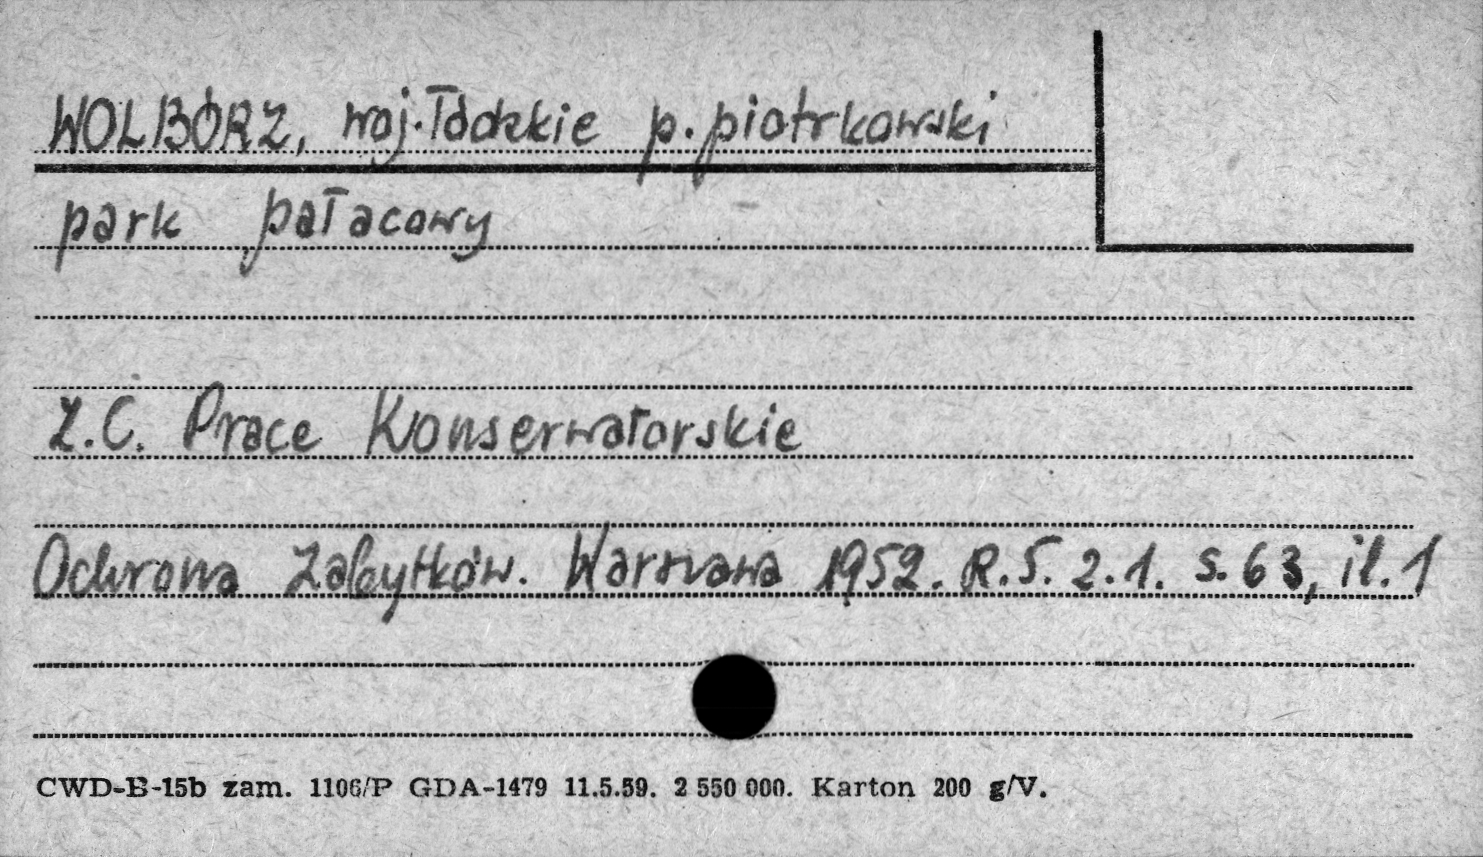 WOLBÓRZ, woj. łódzkie p. piotrkowski
park pałacowy
Z.C. Prace Konserwatorskie
Ochrona Zabytków. Warszawa 1952. R.5. z.1. s.63, il.1
CWD-B-15b zam. 1106/P GDA-1479 11.5.59. 2 550 000. Karton 200 g/V.